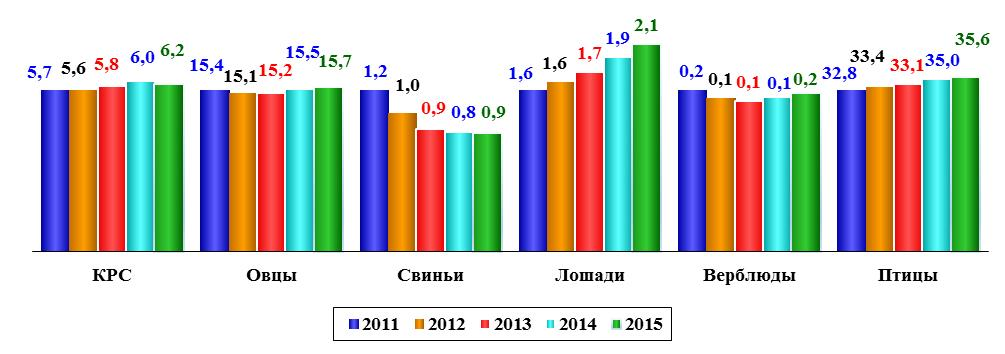 5,7 5,6 5,8 6,0 6,2 15,4 15,1 15,2 15,5 15,7 1,2 1,0 0,9 0,8 0,9 1,6 1,6 1,7 1,9 2,1 0,2 0,1 0,1 0,1 0,2 32,8 33,4 33,1 35,0 35,6
КРС Овцы Свиньи Лошади Верблюды Птицы
2011 2012 2013 2014 2015